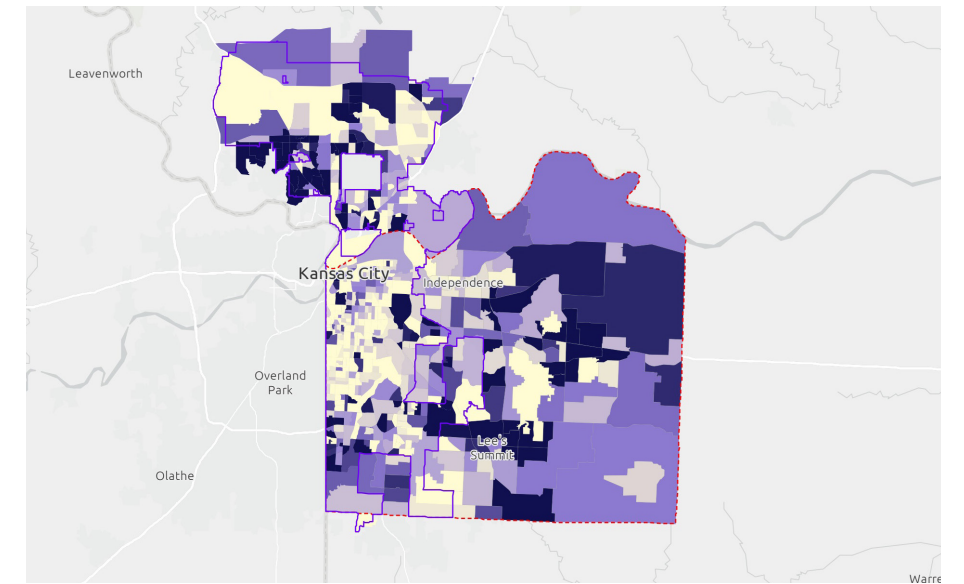 Leavenworth
Kansas City
Independence
Overland
Park
Lee's
Summit
Olathe
Warre